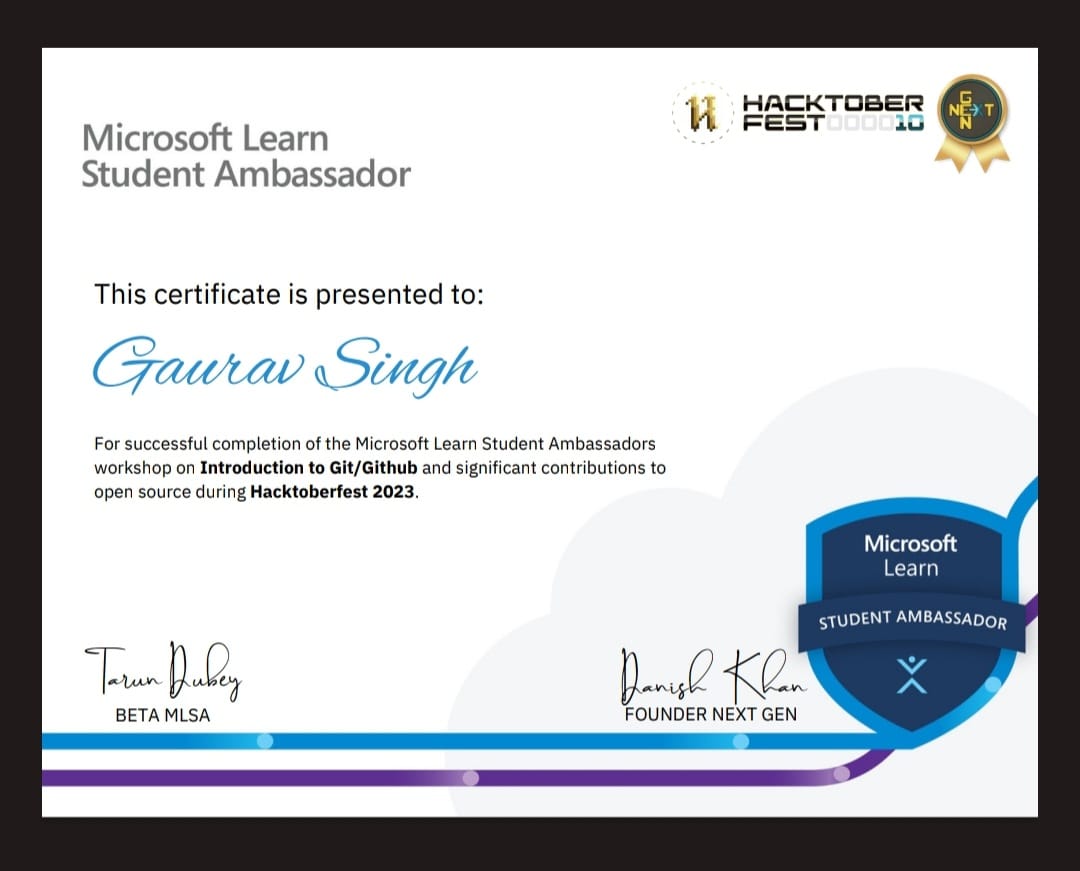 Microsoft Learn
Student Ambassador
HACKTOBER
FEST000010
GEN
NEXT
This certificate is presented to:
Gaurav Singh
For successful completion of the Microsoft Learn Student Ambassadors
workshop on Introduction to Git/Github and significant contributions to
open source during Hacktoberfest 2023.
Microsoft
Learn
STUDENT AMBASSADOR
Tarun Dubey
BETA MLSA
Danish Khan
FOUNDER NEXT GEN